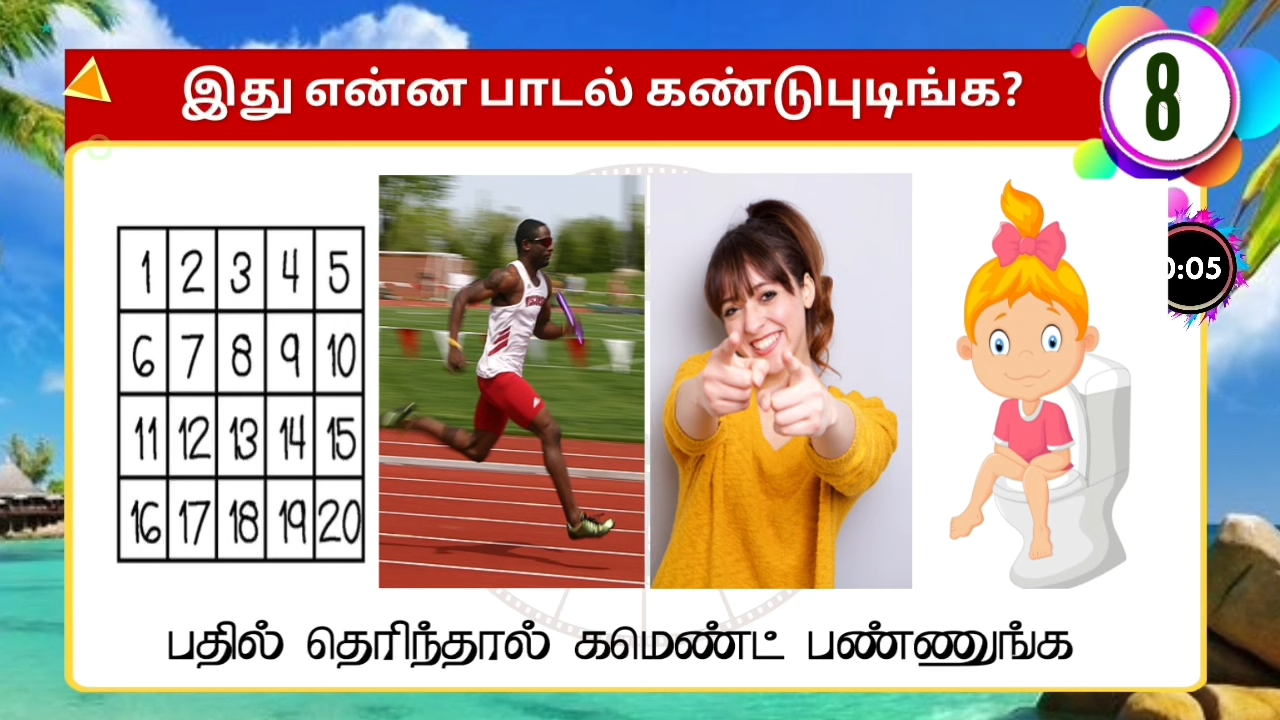 இது என்ன பாடல் கண்டுபுடிங்க?
8
:05
1 2 3 4 5
6 7 8 9 10
11 12 13 14 15
16 17 18 19 20
பதில் தெரிந்தால் கமெண்ட் பண்ணுங்க